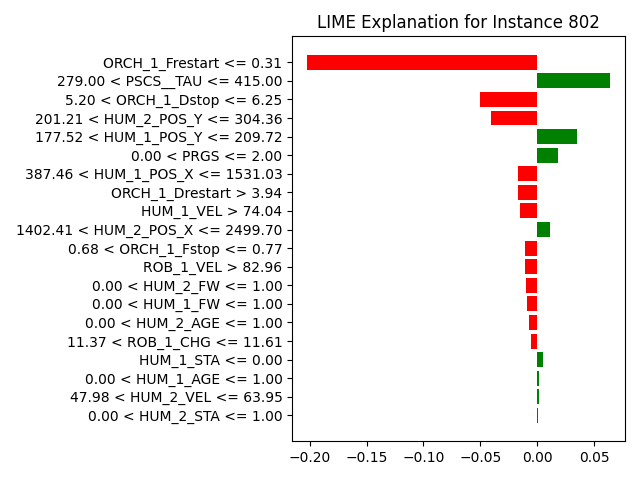 LIME Explanation for Instance 802
ORCH_1_Frestart <= 0.31
279.00 < PSCS__TAU <= 415.00
5.20 < ORCH_1_Dstop <= 6.25
201.21 < HUM_2_POS_Y <= 304.36
177.52 < HUM_1_POS_Y <= 209.72
0.00 < PRGS <= 2.00
387.46 < HUM_1_POS_X <= 1531.03
ORCH_1_Drestart > 3.94
HUM_1_VEL > 74.04
1402.41 < HUM_2_POS_X <= 2499.70
0.68 < ORCH_1_Fstop <= 0.77
ROB_1_VEL > 82.96
0.00 < HUM_2_FW <= 1.00
0.00 < HUM_1_FW <= 1.00
0.00 < HUM_2_AGE <= 1.00
11.37 < ROB_1_CHG <= 11.61
HUM_1_STA <= 0.00
0.00 < HUM_1_AGE <= 1.00
47.98 < HUM_2_VEL <= 63.95
0.00 < HUM_2_STA <= 1.00
−0.20 −0.15 −0.10 −0.05 0.00 0.05